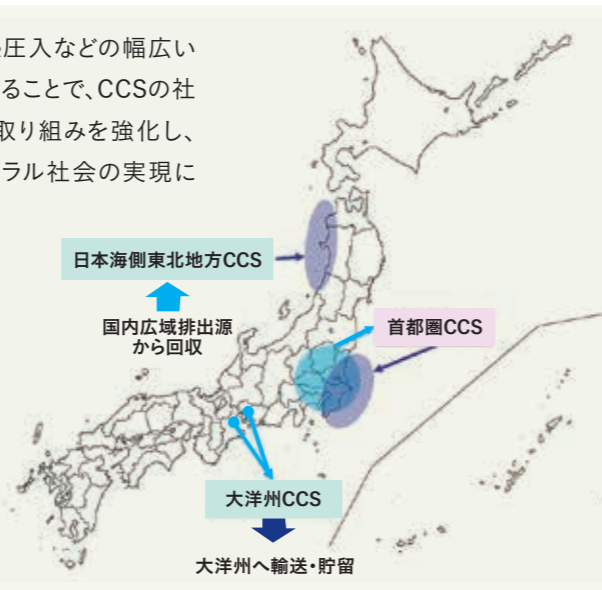 圧入などの幅広い
ることで、CCSの社
取り組みを強化し、
ラル社会の実現に
日本海側東北地方CCS
国内広域排出源
から回収
首都圏CCS
大洋州CCS
大洋州へ輸送・貯留